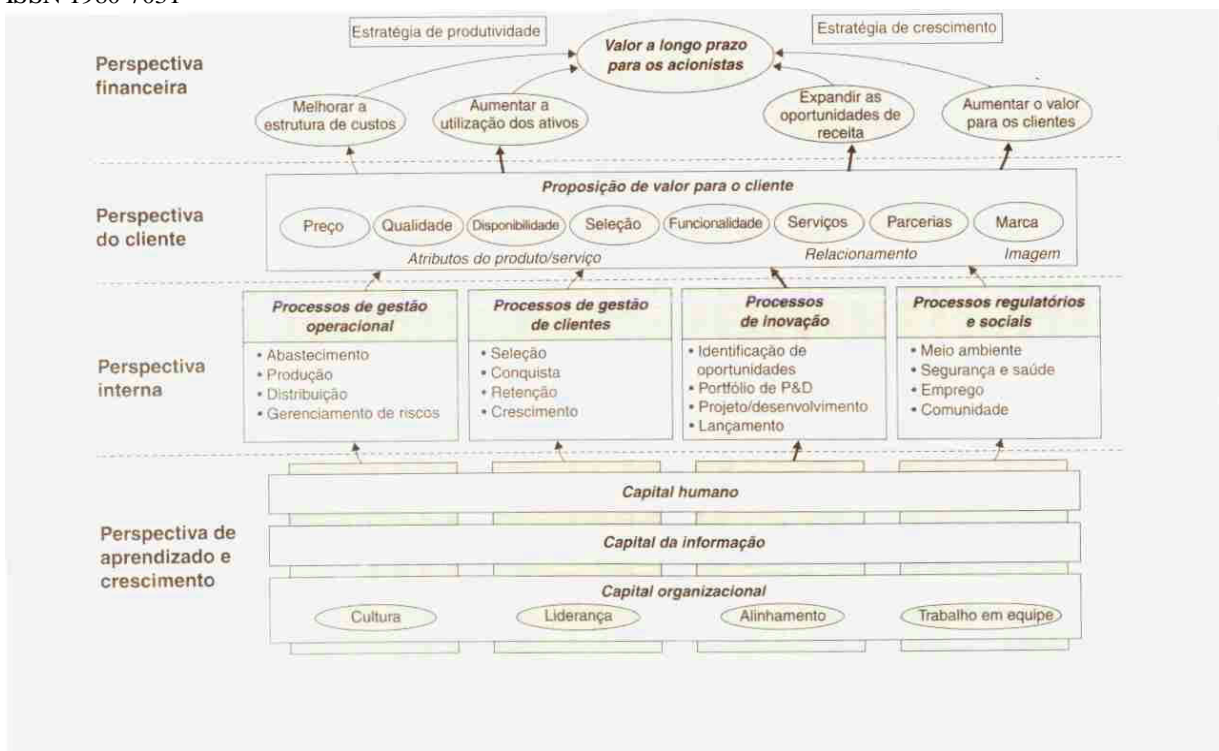 ISSN 1980-7031
Estratégia de produtividade
Estratégia de crescimento
Valor a longo prazo
para os acionistas
Perspectiva
financeira
Melhorar a
estrutura de custos
Aumentar a
utilização dos ativos
Expandir as
oportunidades de
receita
Aumentar o valor
para os clientes
Proposição de valor para o cliente
Perspectiva
do cliente
Preço
Qualidade
Disponibilidade
Seleção
Funcionalidade
Serviços
Parcerias
Marca
Atributos do produto/serviço
Relacionamento
Imagem
Perspectiva
interna
Processos de gestão
operacional
• Abastecimento
• Produção
• Distribuição
• Gerenciamento de riscos
Processos de gestão
de clientes
• Seleção
• Conquista
• Retenção
• Crescimento
Processos
de inovação
• Identificação de
oportunidades
• Portfólio de P&D
• Projeto/desenvolvimento
• Lançamento
Processos regulatórios
e sociais
• Meio ambiente
• Segurança e saúde
• Emprego
• Comunidade
Perspectiva de
aprendizado e
crescimento
Capital humano
Capital da informação
Capital organizacional
Cultura
Liderança
Alinhamento
Trabalho em equipe